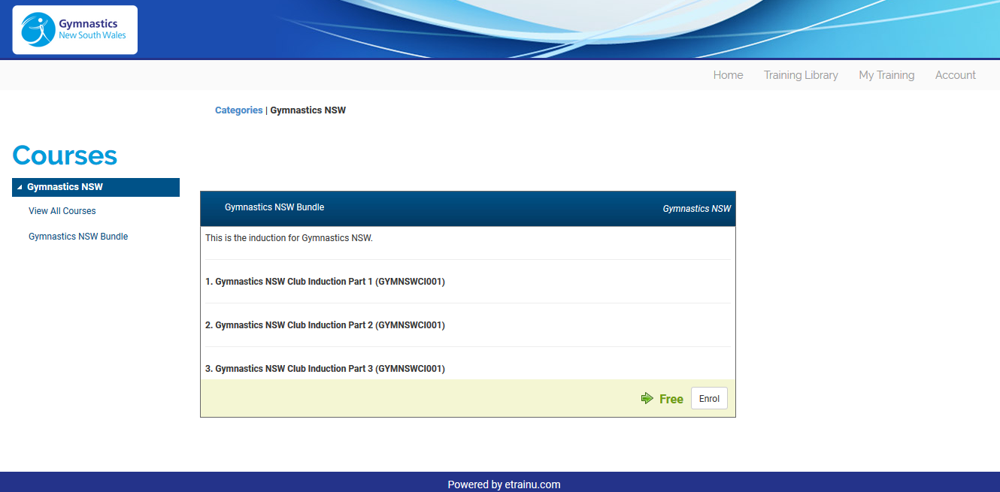 Gymnastics
New South Wales
Home Training Library My Training Account
Categories | Gymnastics NSW
Courses
Gymnastics NSW
View All Courses
Gymnastics NSW Bundle
Gymnastics NSW Bundle Gymnastics NSW
This is the induction for Gymnastics NSW.
1. Gymnastics NSW Club Induction Part 1 (GYMNSWCI001)
2. Gymnastics NSW Club Induction Part 2 (GYMNSWCI001)
3. Gymnastics NSW Club Induction Part 3 (GYMNSWCI001)
Free Enrol
Powered by etrainu.com